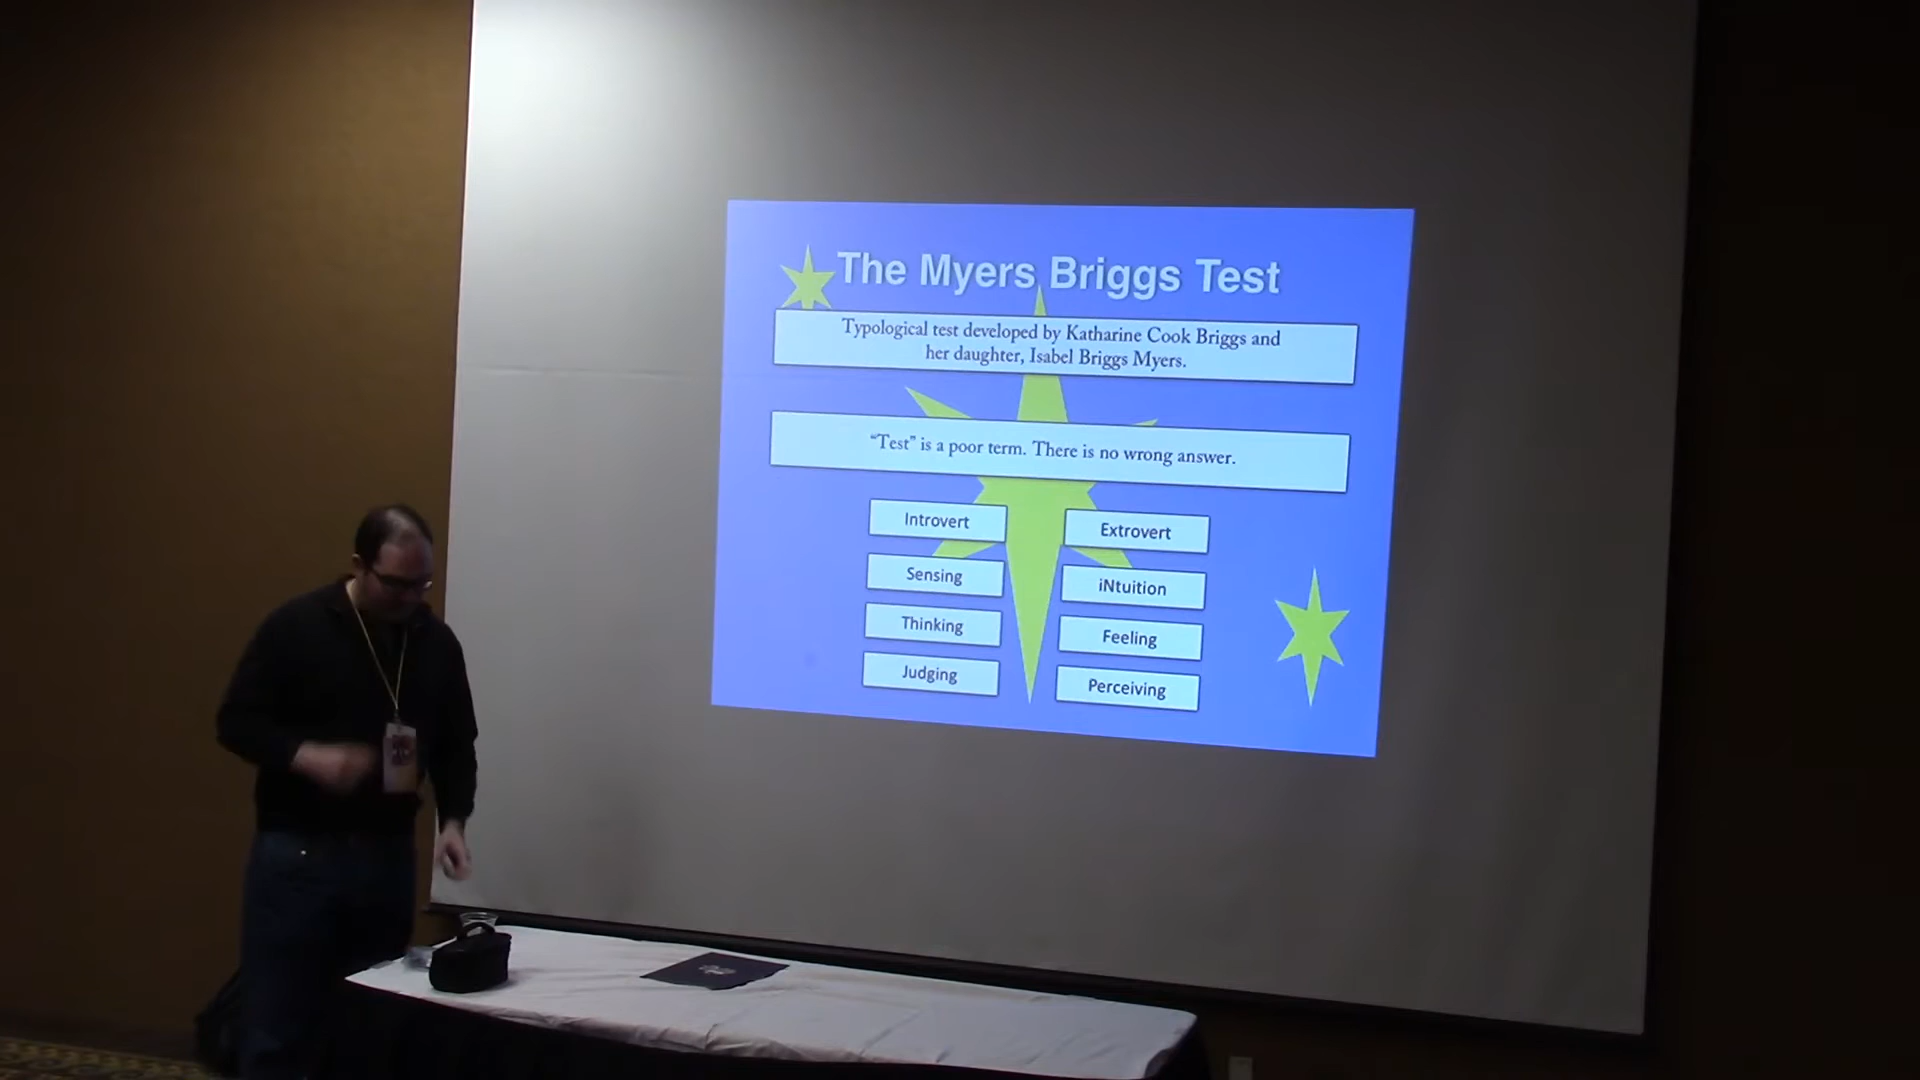 The Myers Briggs Test
Typological test developed by Katharine Cook Briggs and
her daughter, Isabel Briggs Myers.
“Test” is a poor term. There is no wrong answer.
Introvert
Extrovert
Sensing
iNtuition
Thinking
Feeling
Judging
Perceiving